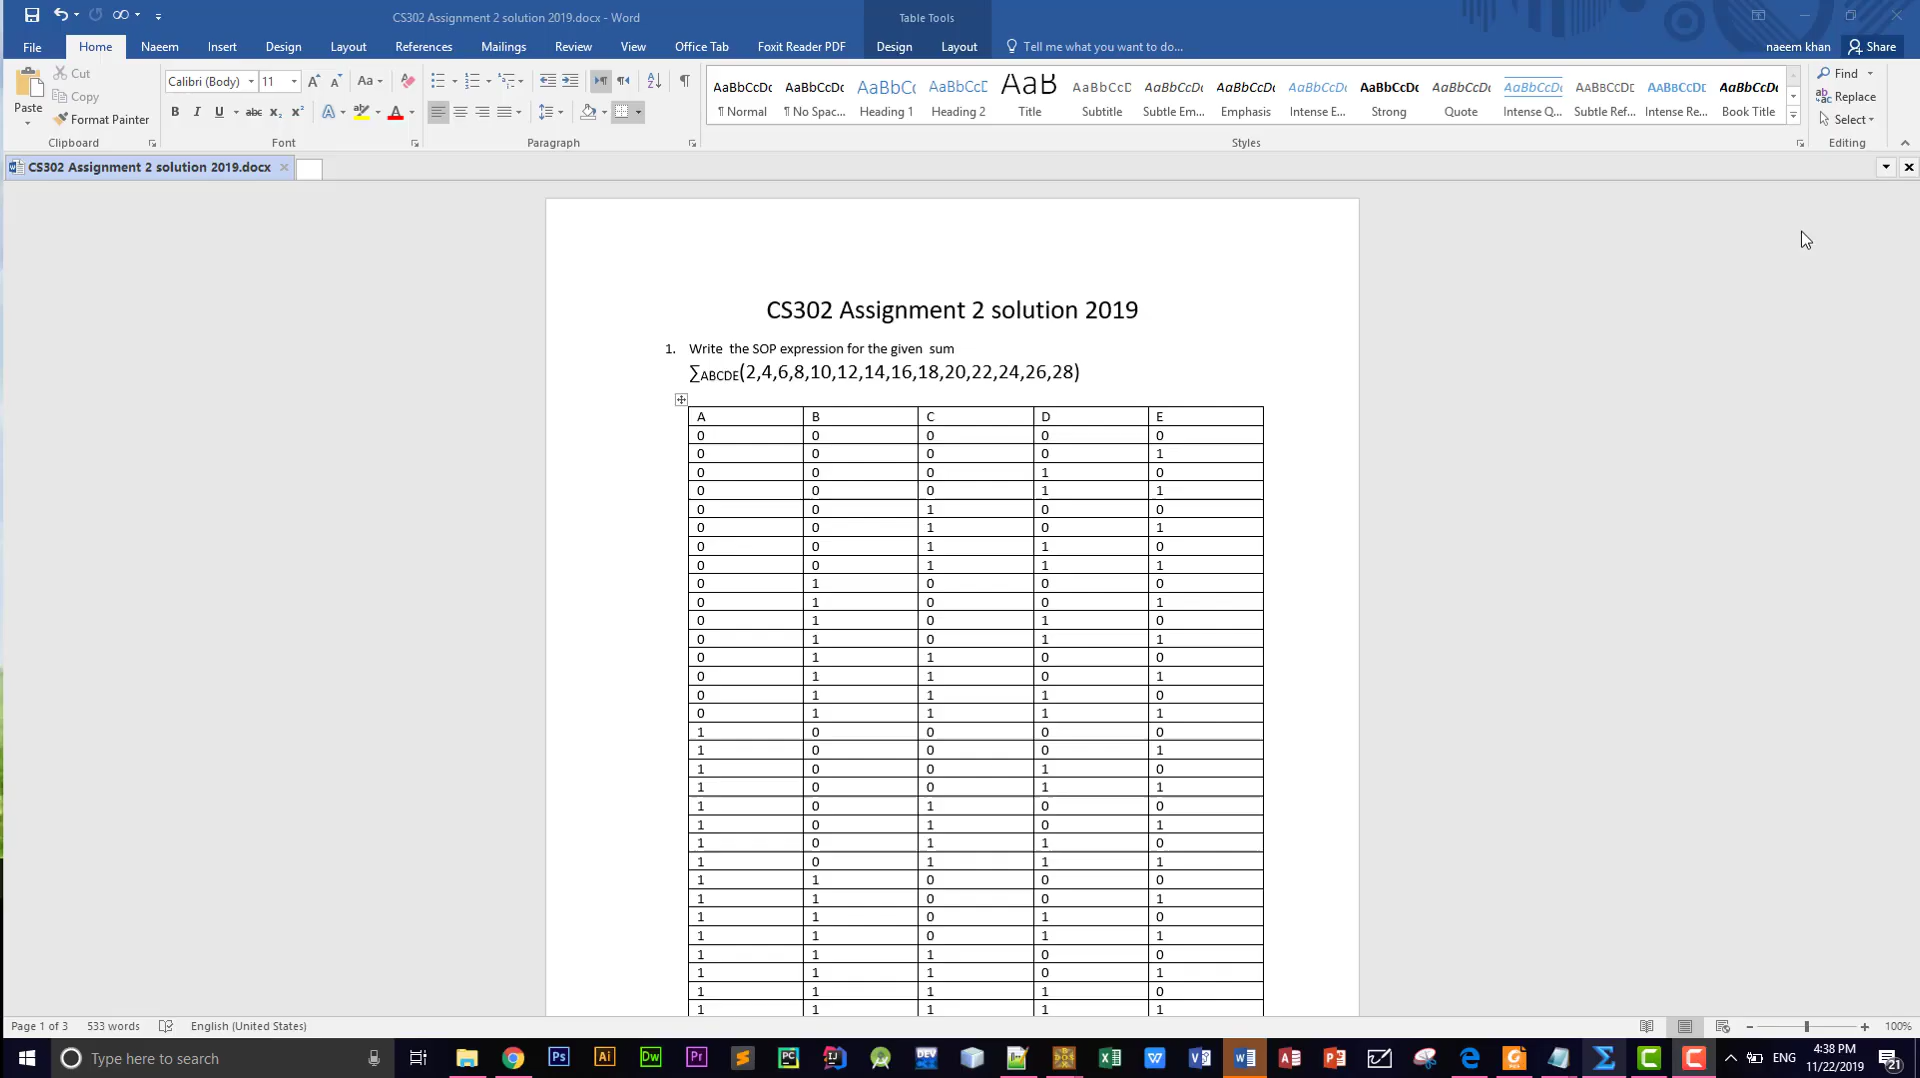 CS302 Assignment 2 solution 2019.docx - Word
Table Tools
File Home Naeem Insert Design Layout References Mailings Review View Office Tab Foxit Reader PDF Design Layout Tell me what you want to do... naeem khan Share
Paste
Cut
Copy
Format Painter
Clipboard
Calibri (Body) 11
Font
Paragraph
AaBbCcDc AaBbCcDc AaBbCc AaBbCcE AaB AaBbCcD AaBbCcDc AaBbCcDc AaBbCcDc AaBbCcDc AaBbCcDc AaBbCcDc AABBCCDC AABBCCDC AaBbCcDc
¶ Normal ¶ No Spac... Heading 1 Heading 2 Title Subtitle Subtle Em... Emphasis Intense E... Strong Quote Intense Q... Subtle Ref... Intense Re... Book Title
Styles
Find
Replace
Select
Editing
CS302 Assignment 2 solution 2019.docx
CS302 Assignment 2 solution 2019
1. Write the SOP expression for the given sum
∑ABCDE(2,4,6,8,10,12,14,16,18,20,22,24,26,28)
A B C D E
0 0 0 0 0
0 0 0 0 1
0 0 0 1 0
0 0 0 1 1
0 0 1 0 0
0 0 1 0 1
0 0 1 1 0
0 0 1 1 1
0 1 0 0 0
0 1 0 0 1
0 1 0 1 0
0 1 0 1 1
0 1 1 0 0
0 1 1 0 1
0 1 1 1 0
0 1 1 1 1
1 0 0 0 0
1 0 0 0 1
1 0 0 1 0
1 0 0 1 1
1 0 1 0 0
1 0 1 0 1
1 0 1 1 0
1 0 1 1 1
1 1 0 0 0
1 1 0 0 1
1 1 0 1 0
1 1 0 1 1
1 1 1 0 0
1 1 1 0 1
1 1 1 1 0
1 1 1 1 1
Page 1 of 3 533 words English (United States) 100%
Type here to search
ENG
4:38 PM
11/22/2019
21